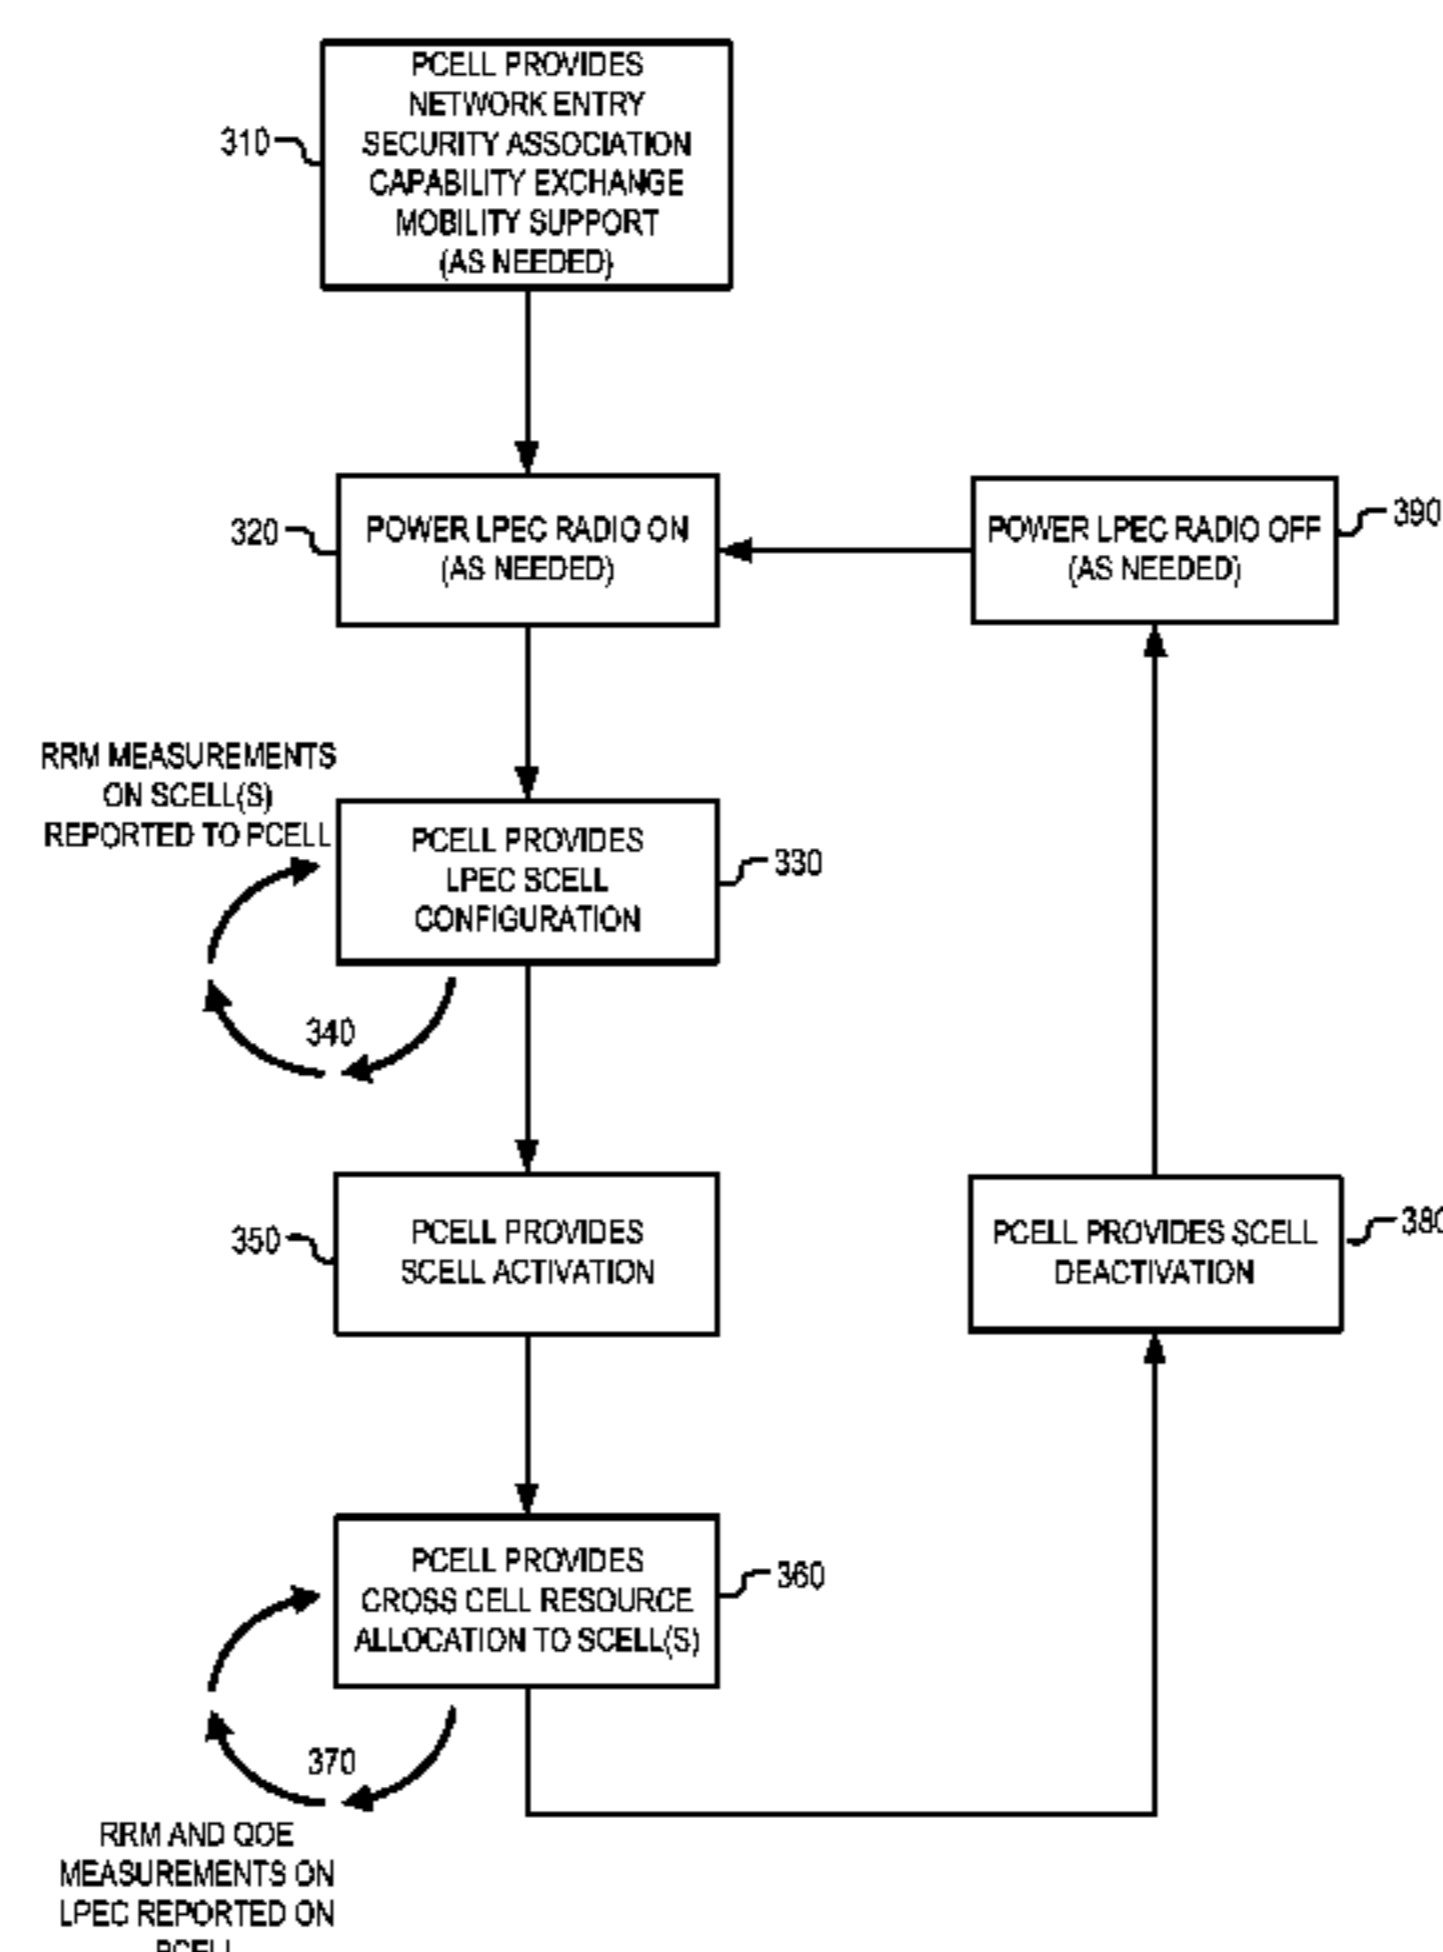 PCELL PROVIDES
NETWORK ENTRY
SECURITY ASSOCIATION
CAPABILITY EXCHANGE
MOBILITY SUPPORT
(AS NEEDED)
310
POWER LPEC RADIO ON
(AS NEEDED)
320
POWER LPEC RADIO OFF
(AS NEEDED)
390
RRM MEASUREMENTS
ON SCELL(S)
REPORTED TO PCELL
PCELL PROVIDES
LPEC SCELL
CONFIGURATION
330
340
PCELL PROVIDES
SCELL ACTIVATION
350
PCELL PROVIDES SCELL
DEACTIVATION
380
PCELL PROVIDES
CROSS CELL RESOURCE
ALLOCATION TO SCELL(S)
360
370
RRM AND QOE
MEASUREMENTS ON
LPEC REPORTED ON
PCELL